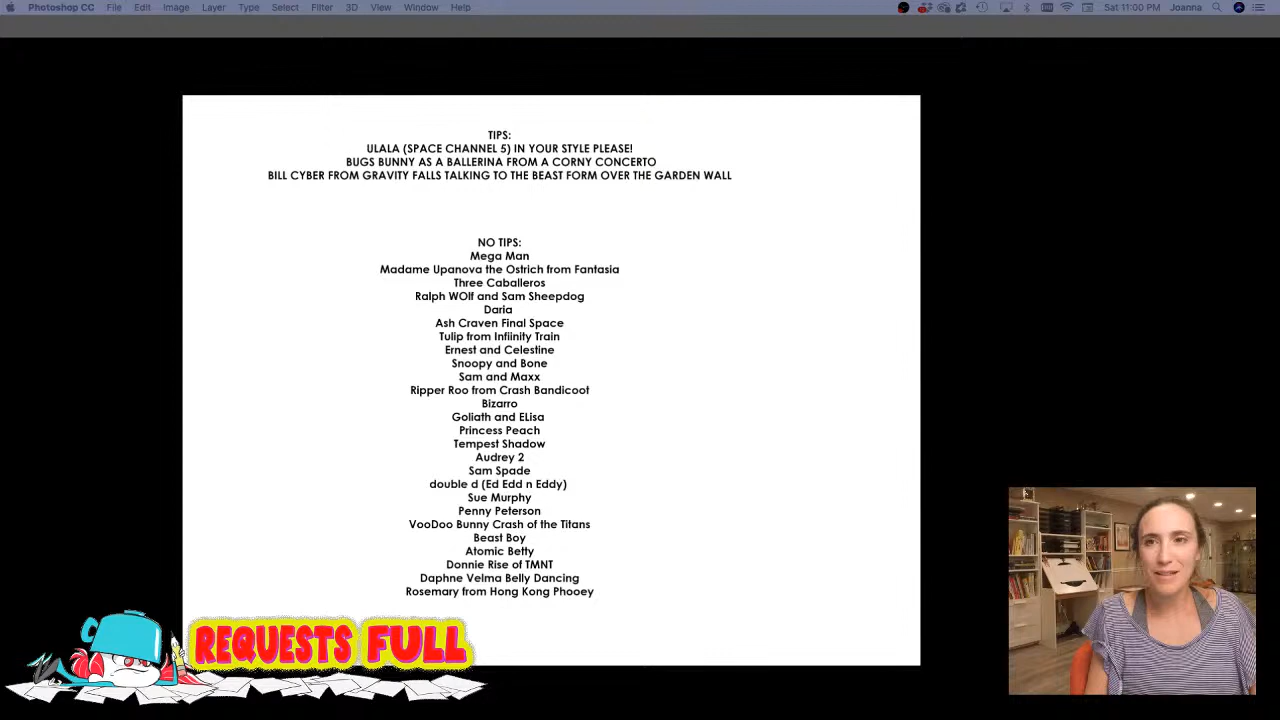 Photoshop CC File Edit Image Layer Type Select Filter 3D View Window Help Sat 11:00 PM Joanna
TIPS:
ULALA (SPACE CHANNEL 5) IN YOUR STYLE PLEASE!
BUGS BUNNY AS A BALLERINA FROM A CORNY CONCERTO
BILL CYBER FROM GRAVITY FALLS TALKING TO THE BEAST FORM OVER THE GARDEN WALL
NO TIPS:
Mega Man
Madame Upanova the Ostrich from Fantasia
Three Caballeros
Ralph WOlf and Sam Sheepdog
Daria
Ash Craven Final Space
Tulip from Infiinity Train
Ernest and Celestine
Snoopy and Bone
Sam and Maxx
Ripper Roo from Crash Bandicoot
Bizarro
Goliath and ELisa
Princess Peach
Tempest Shadow
Audrey 2
Sam Spade
double d (Ed Edd n Eddy)
Sue Murphy
Penny Peterson
VooDoo Bunny Crash of the Titans
Beast Boy
Atomic Betty
Donnie Rise of TMNT
Daphne Velma Belly Dancing
Rosemary from Hong Kong Phooey
REQUESTS FULL